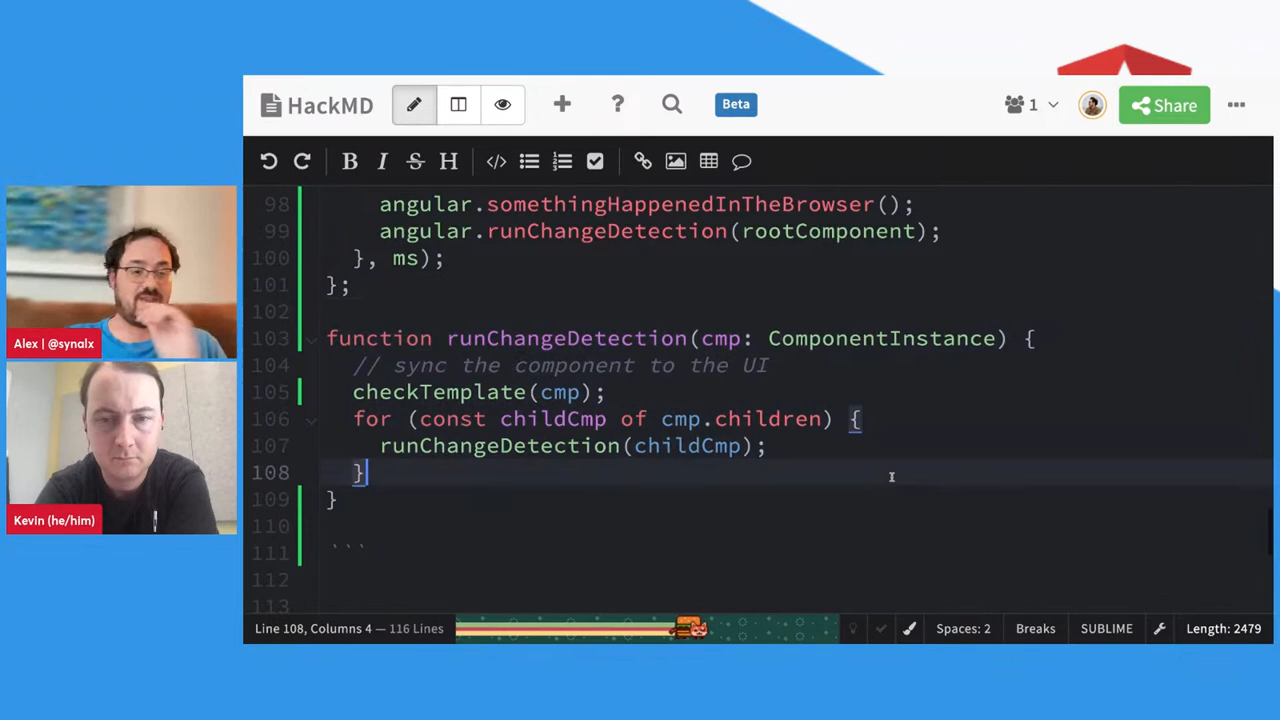 HackMD
Beta
1
Share
98 angular.somethingHappenedInTheBrowser();
99 angular.runChangeDetection(rootComponent);
100 }, ms);
101 };
102
103 function runChangeDetection(cmp: ComponentInstance) {
104 // sync the component to the UI
105 checkTemplate(cmp);
106 for (const childCmp of cmp.children) {
107 runChangeDetection(childCmp);
108 }
109 }
110
111 ```
112
113
Line 108, Columns 4 — 116 Lines
Spaces: 2
Breaks
SUBLIME
Length: 2479
Alex | @synalx
Kevin (he/him)